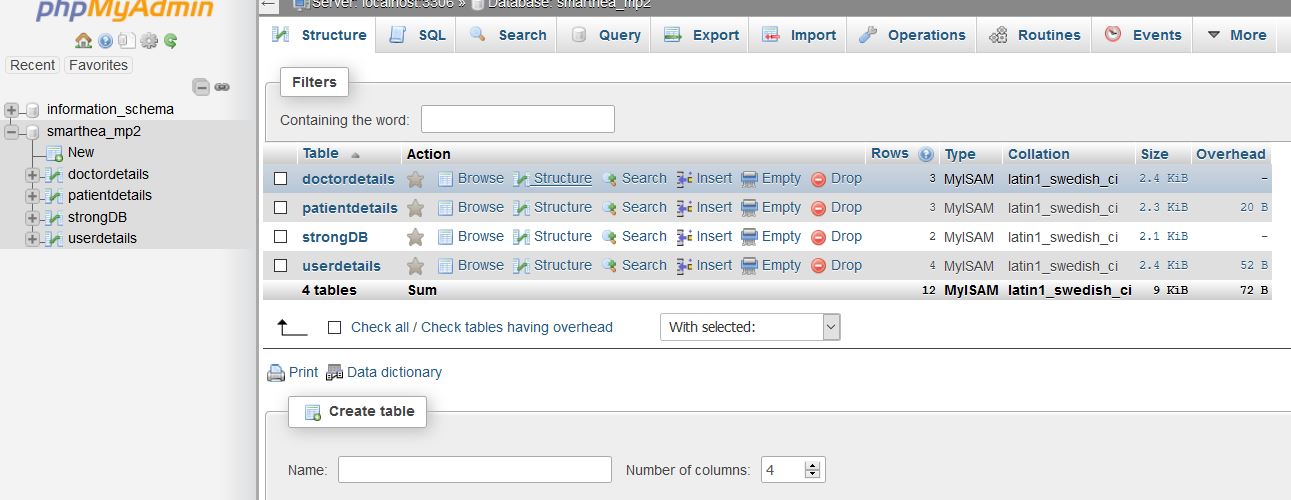 phpMyAdmin
Server: localhost:3306 » Database: smarthea_mp2
Recent Favorites
information_schema
smarthea_mp2
New
doctordetails
patientdetails
strongDB
userdetails
Structure SQL Search Query Export Import Operations Routines Events More
Filters
Containing the word:
Table Action Rows Type Collation Size Overhead
doctordetails Browse Structure Search Insert Empty Drop 3 MyISAM latin1_swedish_ci 2.4 KiB –
patientdetails Browse Structure Search Insert Empty Drop 3 MyISAM latin1_swedish_ci 2.3 KiB 20 B
strongDB Browse Structure Search Insert Empty Drop 2 MyISAM latin1_swedish_ci 2.1 KiB –
userdetails Browse Structure Search Insert Empty Drop 4 MyISAM latin1_swedish_ci 2.4 KiB 52 B
4 tables Sum 12 MyISAM latin1_swedish_ci 9 KiB 72 B
Check all / Check tables having overhead With selected:
Print Data dictionary
Create table
Name: Number of columns: 4